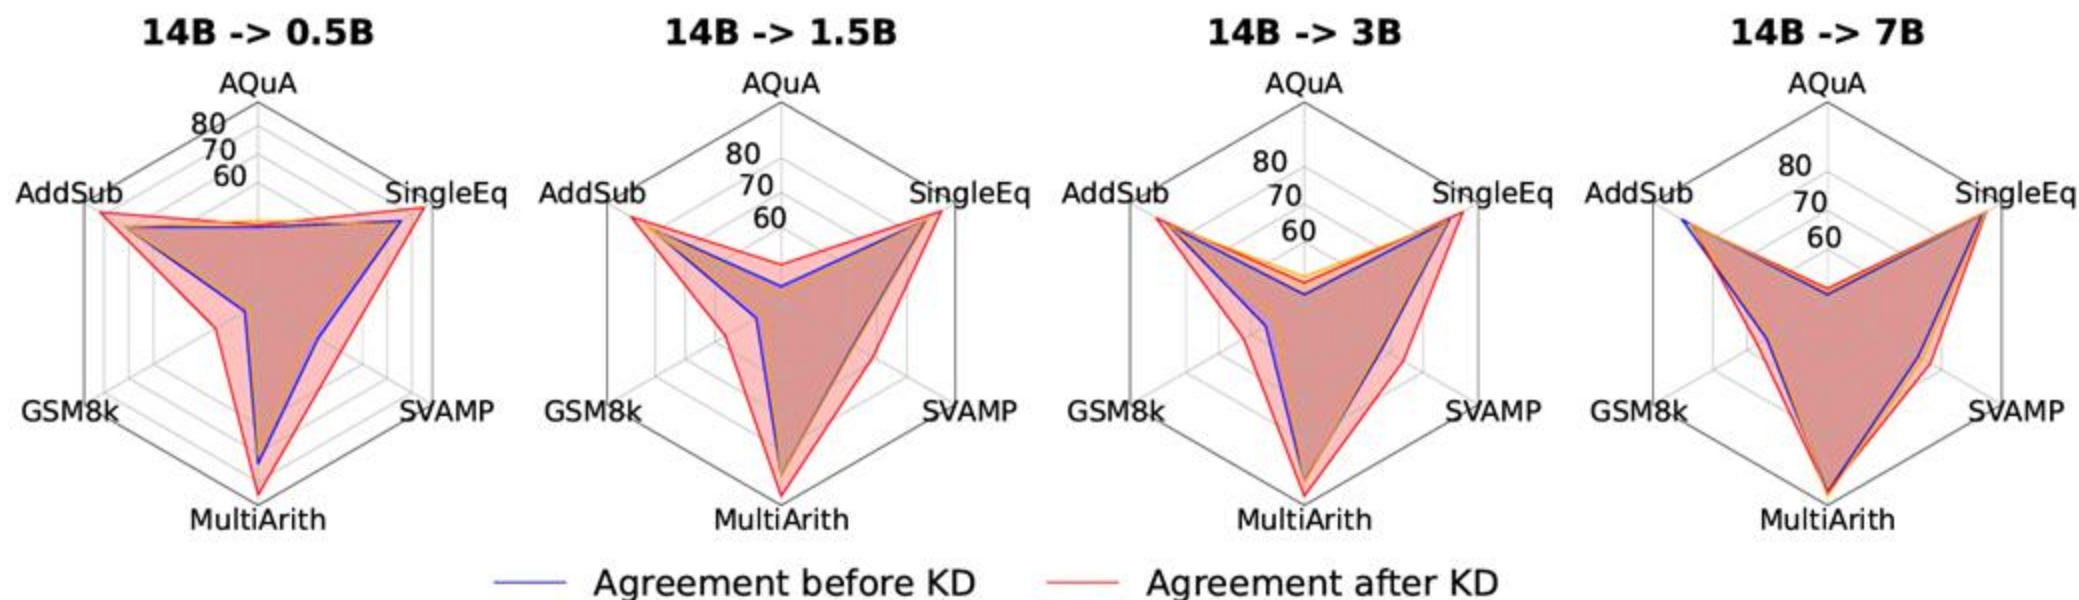 14B -> 0.5B
14B -> 1.5B
14B -> 3B
14B -> 7B
AQuA
AddSub
SingleEq
80
70
60
GSM8k
SVAMP
MultiArith
AQuA
AddSub
SingleEq
80
70
60
GSM8k
SVAMP
MultiArith
AQuA
AddSub
SingleEq
80
70
60
GSM8k
SVAMP
MultiArith
AQuA
AddSub
SingleEq
80
70
60
GSM8k
SVAMP
MultiArith
Agreement before KD
Agreement after KD